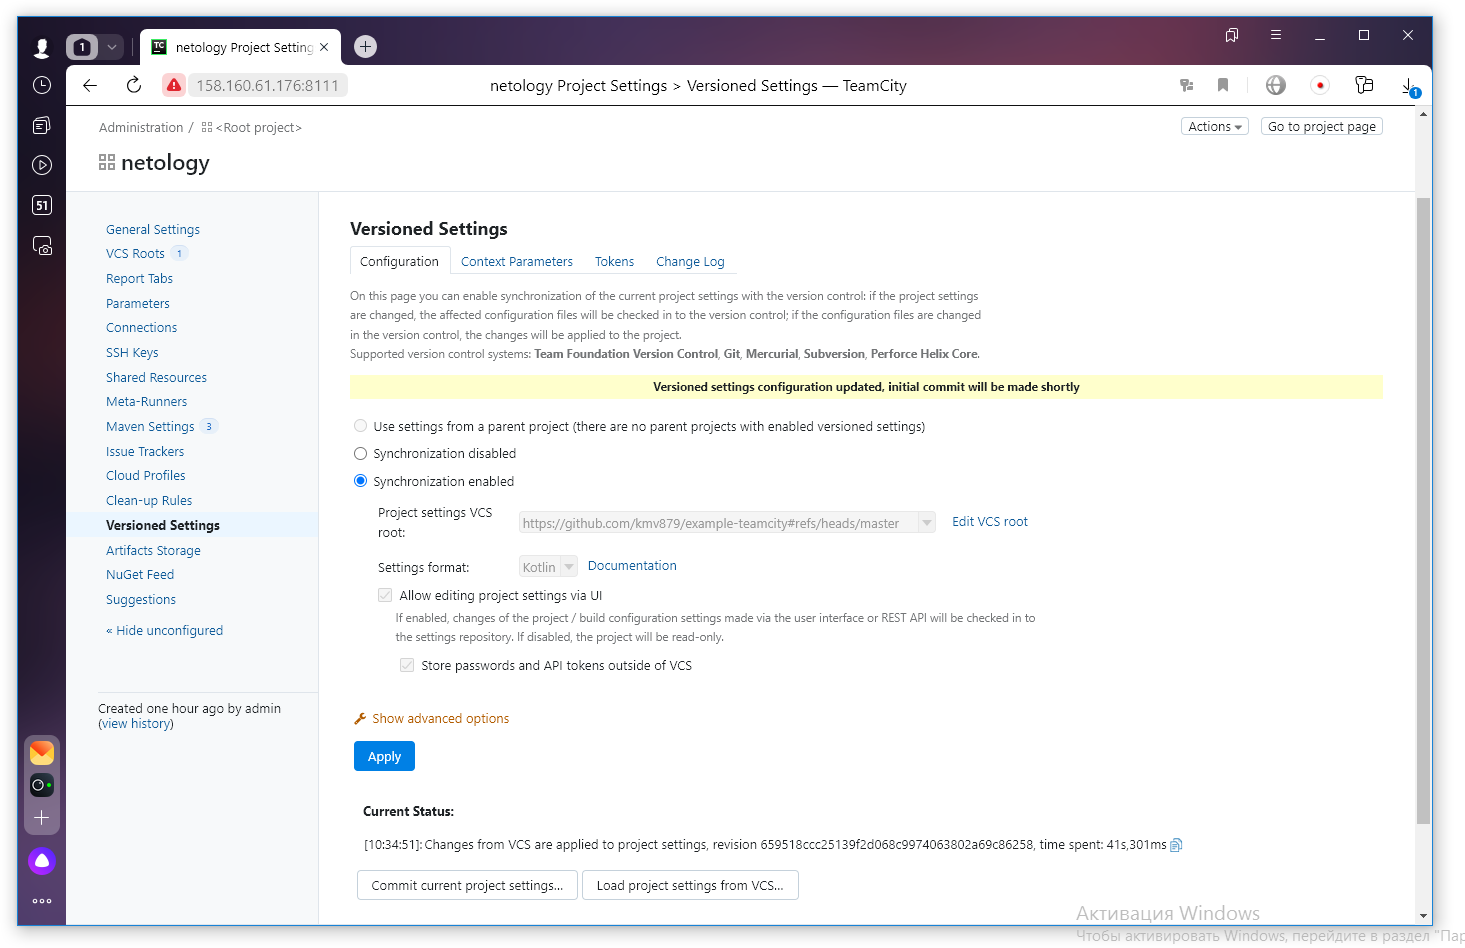 1
netology Project Setting
158.160.61.176:8111
netology Project Settings > Versioned Settings — TeamCity
1
51
Administration / <Root project>
Actions
Go to project page
netology
General Settings
VCS Roots 1
Report Tabs
Parameters
Connections
SSH Keys
Shared Resources
Meta-Runners
Maven Settings 3
Issue Trackers
Cloud Profiles
Clean-up Rules
Versioned Settings
Artifacts Storage
NuGet Feed
Suggestions
« Hide unconfigured
Created one hour ago by admin
(view history)
Versioned Settings
Configuration
Context Parameters
Tokens
Change Log
On this page you can enable synchronization of the current project settings with the version control: if the project settings
are changed, the affected configuration files will be checked in to the version control; if the configuration files are changed
in the version control, the changes will be applied to the project.
Supported version control systems: Team Foundation Version Control, Git, Mercurial, Subversion, Perforce Helix Core.
Versioned settings configuration updated, initial commit will be made shortly
Use settings from a parent project (there are no parent projects with enabled versioned settings)
Synchronization disabled
Synchronization enabled
Project settings VCS
root:
https://github.com/kmv879/example-teamcity#refs/heads/master
Edit VCS root
Settings format:
Kotlin
Documentation
Allow editing project settings via UI
If enabled, changes of the project / build configuration settings made via the user interface or REST API will be checked in to
the settings repository. If disabled, the project will be read-only.
Store passwords and API tokens outside of VCS
Show advanced options
Apply
Current Status:
[10:34:51]: Changes from VCS are applied to project settings, revision 659518ccc25139f2d068c9974063802a69c86258, time spent: 41s,301ms
Commit current project settings...
Load project settings from VCS...
Активация Windows
Чтобы активировать Windows, перейдите в раздел "Пар